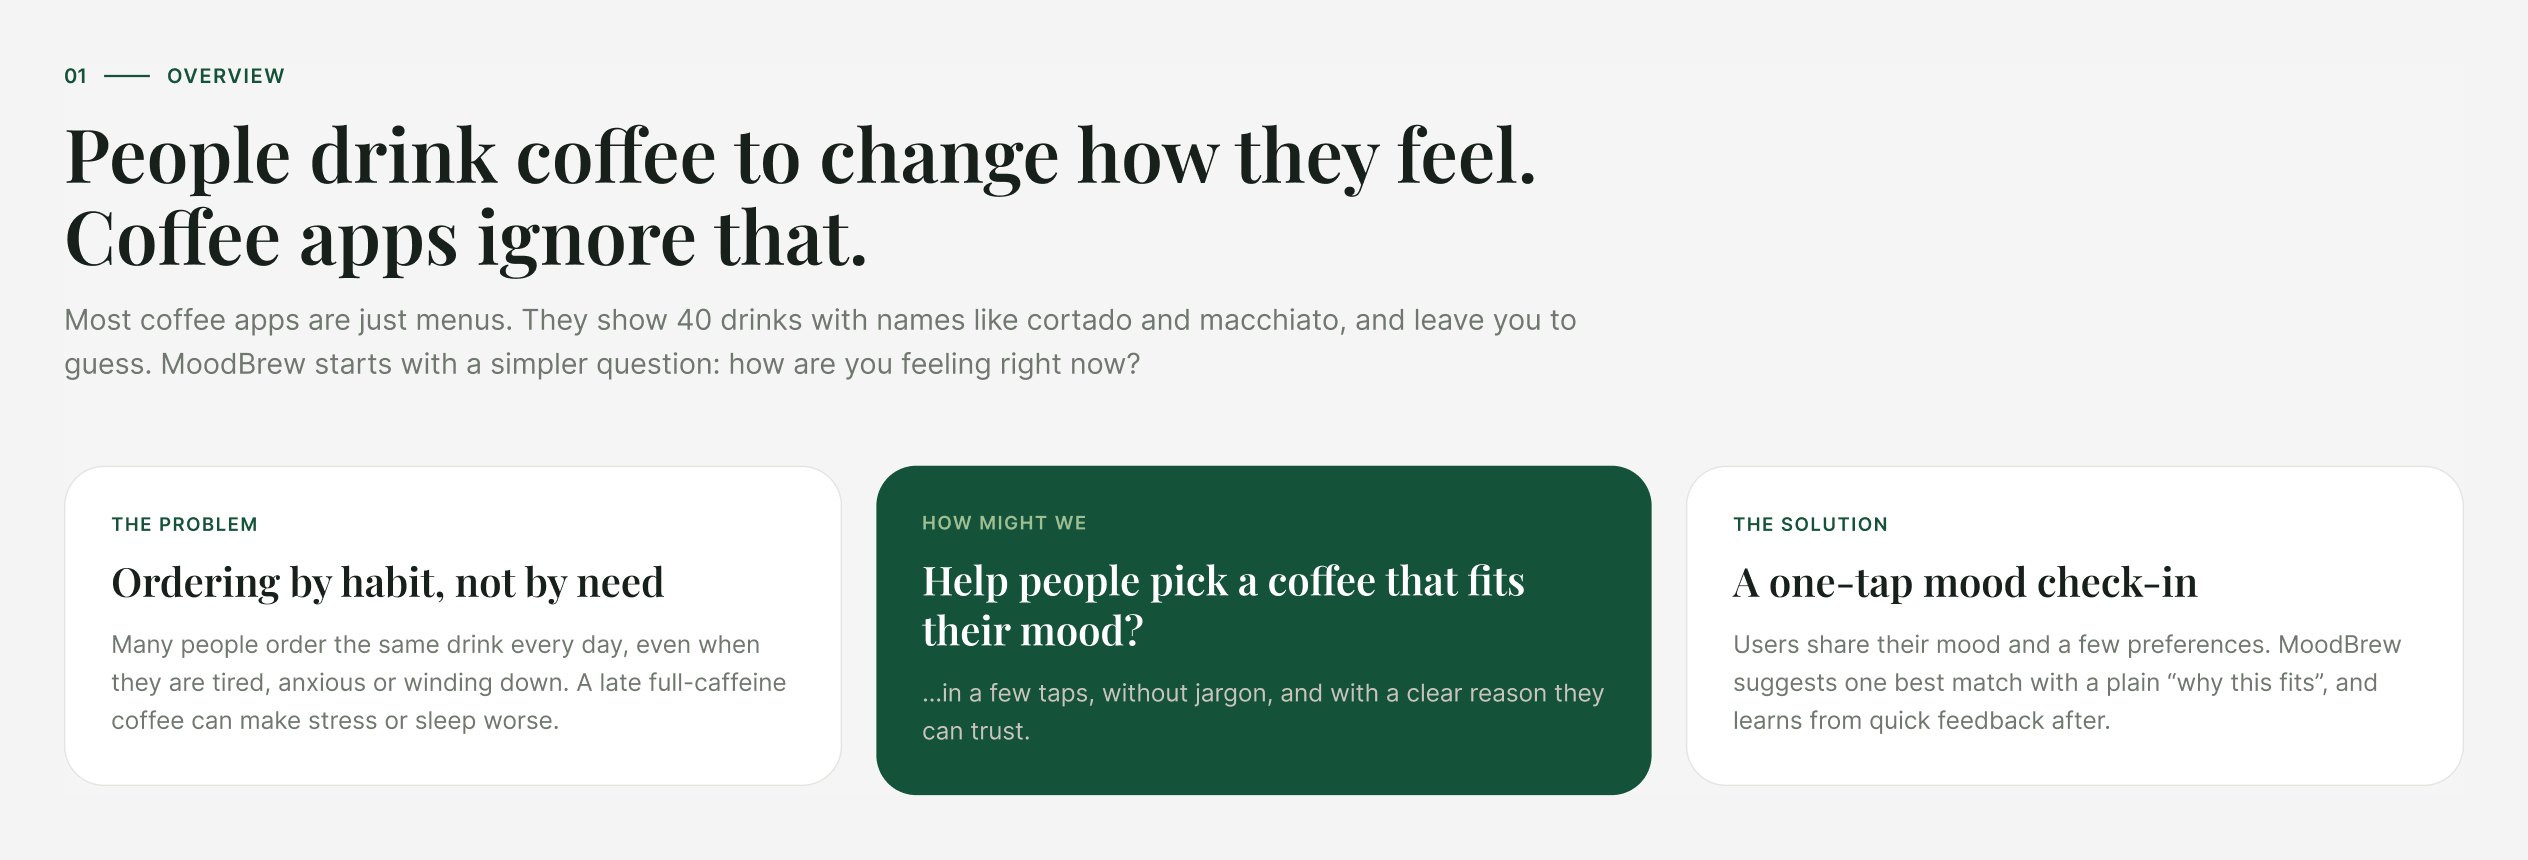 01 — OVERVIEW
People drink coffee to change how they feel.
Coffee apps ignore that.
Most coffee apps are just menus. They show 40 drinks with names like cortado and macchiato, and leave you to
guess. MoodBrew starts with a simpler question: how are you feeling right now?
THE PROBLEM
Ordering by habit, not by need
Many people order the same drink every day, even when
they are tired, anxious or winding down. A late full-caffeine
coffee can make stress or sleep worse.
HOW MIGHT WE
Help people pick a coffee that fits
their mood?
...in a few taps, without jargon, and with a clear reason they
can trust.
THE SOLUTION
A one-tap mood check-in
Users share their mood and a few preferences. MoodBrew
suggests one best match with a plain “why this fits”, and
learns from quick feedback after.